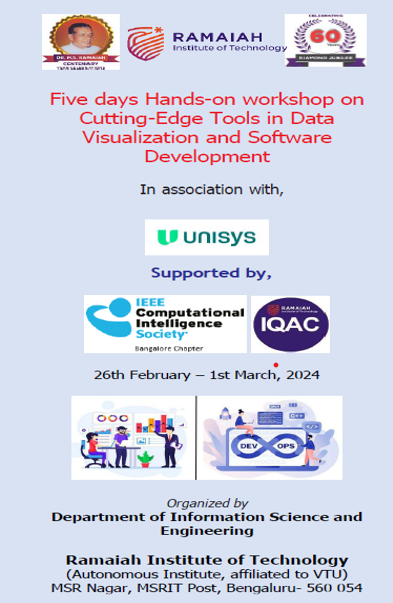 DR. M.S. RAMAIAH
CENTENARY
RAMAIAH
Institute of Technology
CELEBRATING
60
Years
DIAMOND JUBILEE
Five days Hands-on workshop on
Cutting-Edge Tools in Data
Visualization and Software
Development
In association with,
UNISYS
Supported by,
IEEE
Computational
Intelligence
Society
Bangalore Chapter
RAMAIAH
Institute of Technology
IQAC
26th February – 1st March, 2024
DEV
OPS
Organized by
Department of Information Science and
Engineering
Ramaiah Institute of Technology
(Autonomous Institute, affiliated to VTU)
MSR Nagar, MSRIT Post, Bengaluru- 560 054